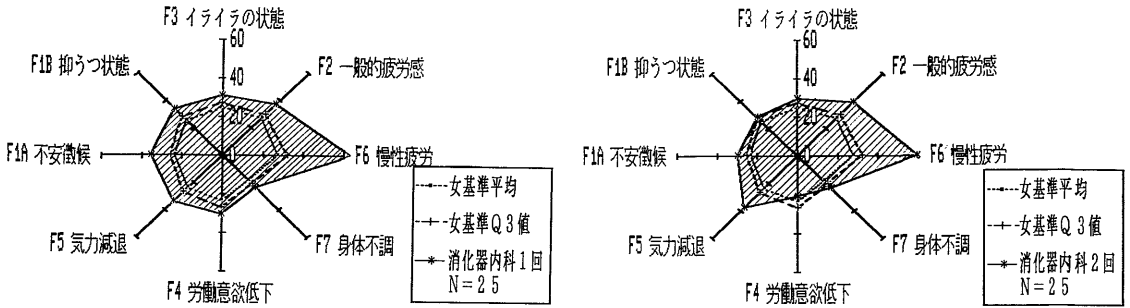 F3 イライラの状態
60
F1B 抑うつ状態
F2 一般的疲労感
40
20
0
F1A 不安徴候
F6 慢性疲労
F5 気力減退
F7 身体不調
F4 労働意欲低下
女基準平均
女基準Q3値
消化器内科1回
N=25
F3 イライラの状態
60
F1B 抑うつ状態
F2 一般的疲労感
40
20
0
F1A 不安徴候
F6 慢性疲労
F5 気力減退
F7 身体不調
F4 労働意欲低下
女基準平均
女基準Q3値
消化器内科2回
N=25